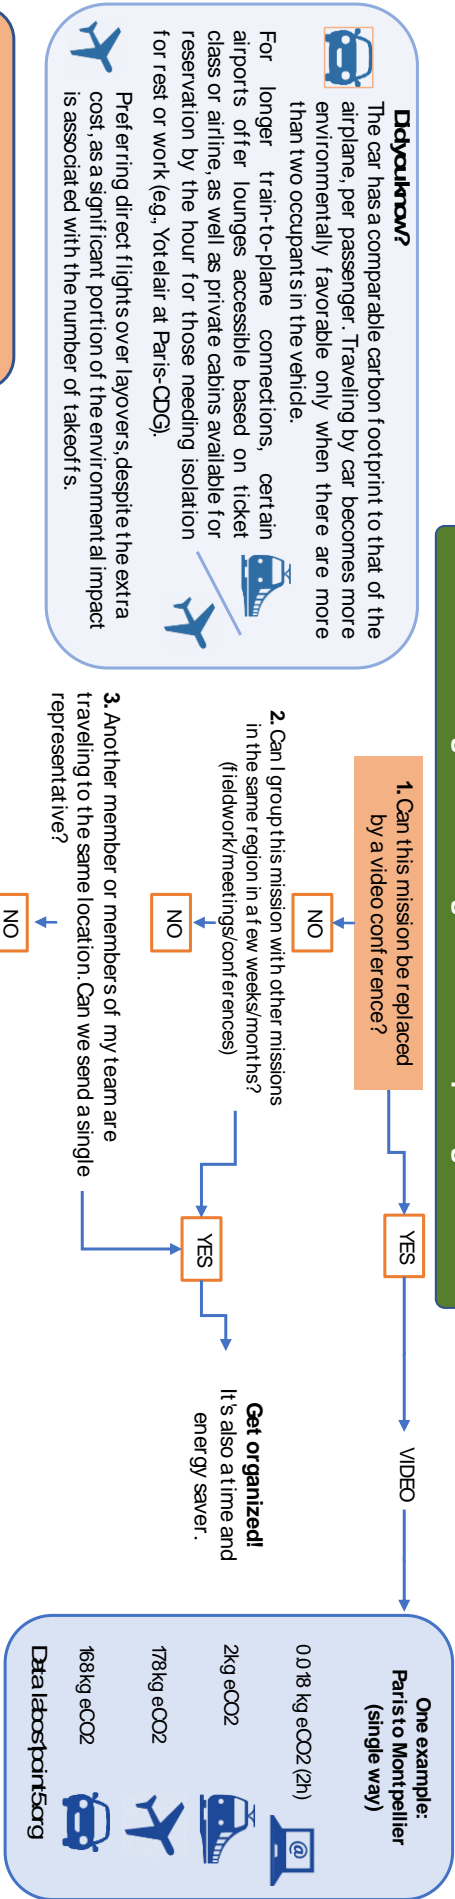 Did you know?
The car has a comparable carbon footprint to that of the
airplane, per passenger. Traveling by car becomes more
environmentally favorable only when there are more
than two occupants in the vehicle.
For longer train-to-plane connections, certain
airports offer lounges accessible based on ticket
class or airline, as well as private cabins available for
reservation by the hour for those needing isolation
for rest or work (e.g., Yotelair at Paris-CDG).
Preferring direct flights over layovers, despite the extra
cost, as a significant portion of the environmental impact
is associated with the number of takeoffs.
1. Can this mission be replaced
by a video conference?
NO
YES
VIDEO
2. Can I group this mission with other missions
in the same region in a few weeks/months?
(fieldwork/meetings/conferences)
NO
YES
Get organized!
It's also a time and
energy saver.
3. Another member or members of my team are
traveling to the same location. Can we send a single
representative?
NO
One example:
Paris to Montpellier
(single way)
0.018 kg eCO2 (2h)
@
2kg eCO2
178kg eCO2
168kg eCO2
Data labos1point5.org